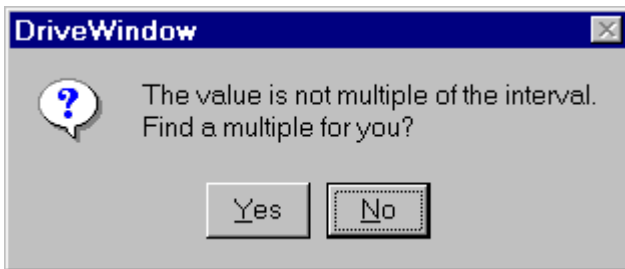 DriveWindow
The value is not multiple of the interval.
Find a multiple for you?
Yes No